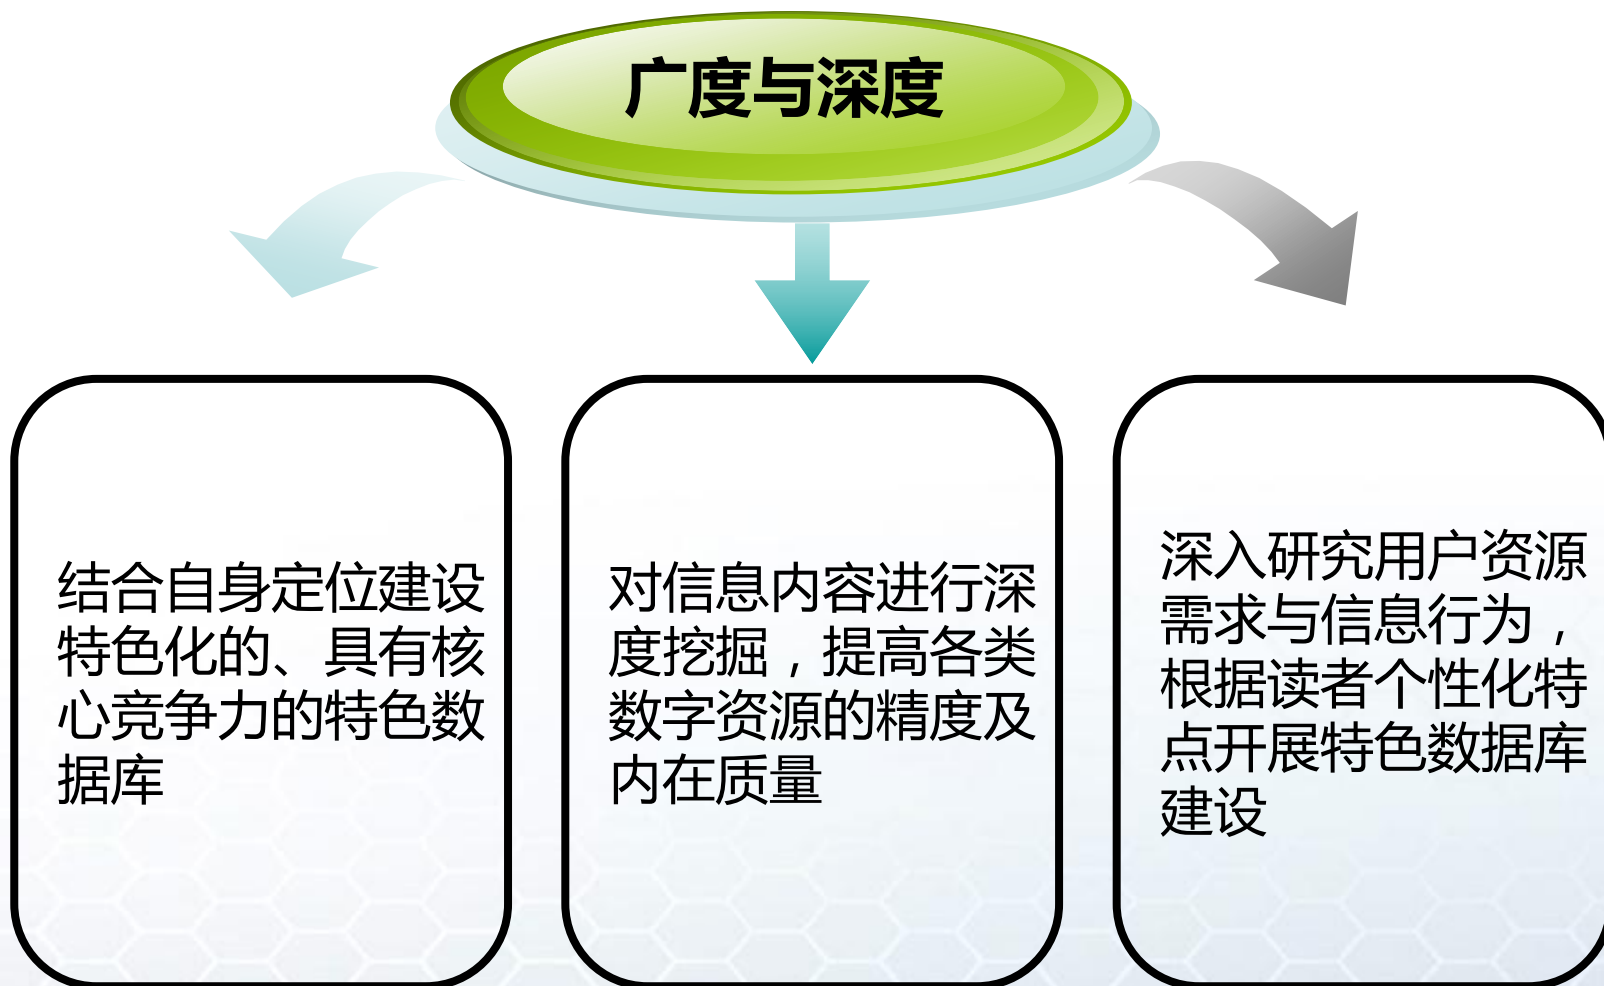 广度与深度
结合自身定位建设
特色化的、具有核
心竞争力的特色数
据库
对信息内容进行深
度挖掘，提高各类
数字资源的精度及
内在质量
深入研究用户资源
需求与信息行为，
根据读者个性化特
点开展特色数据库
建设